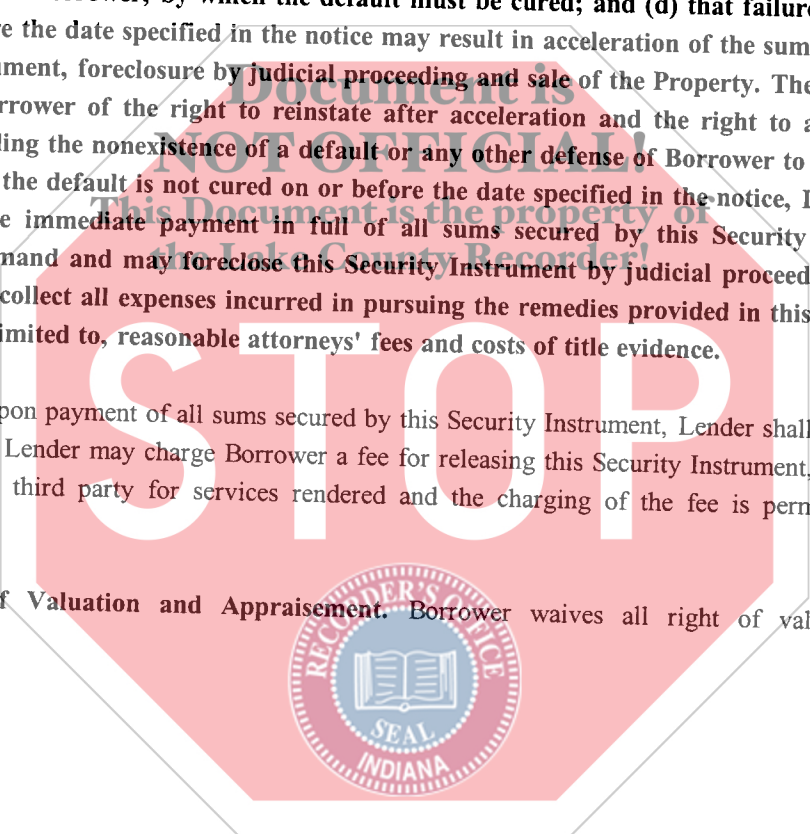 by which the default must be cured; and (d) that failure
the date specified in the notice may result in acceleration of the sum
foreclosure by judicial proceeding and sale of the Property. The
of the right to reinstate after acceleration and the right to a
the nonexistence of a default or any other defense of Borrower to
the default is not cured on or before the date specified in the notice,
immediate payment in full of all sums secured by this Security
and may foreclose this Security Instrument by judicial proceed
collect all expenses incurred in pursuing the remedies provided in this
imited to, reasonable attorneys' fees and costs of title evidence.
pon payment of all sums secured by this Security Instrument, Lender shall
Lender may charge Borrower a fee for releasing this Security Instrument,
third party for services rendered and the charging of the fee is perm
f Valuation and Appraisement. Borrower waives all right of val
Document is
NOT OFFICIAL!
This Document is the property of
the Lake County Recorder!
STOP
RECORDER'S OFFICE
SEAL
INDIANA